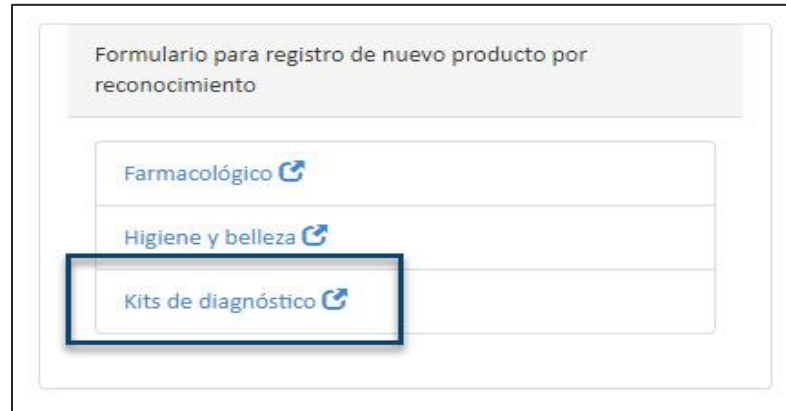 Formulario para registro de nuevo producto por
reconocimiento
Farmacológico
Higiene y belleza
Kits de diagnóstico